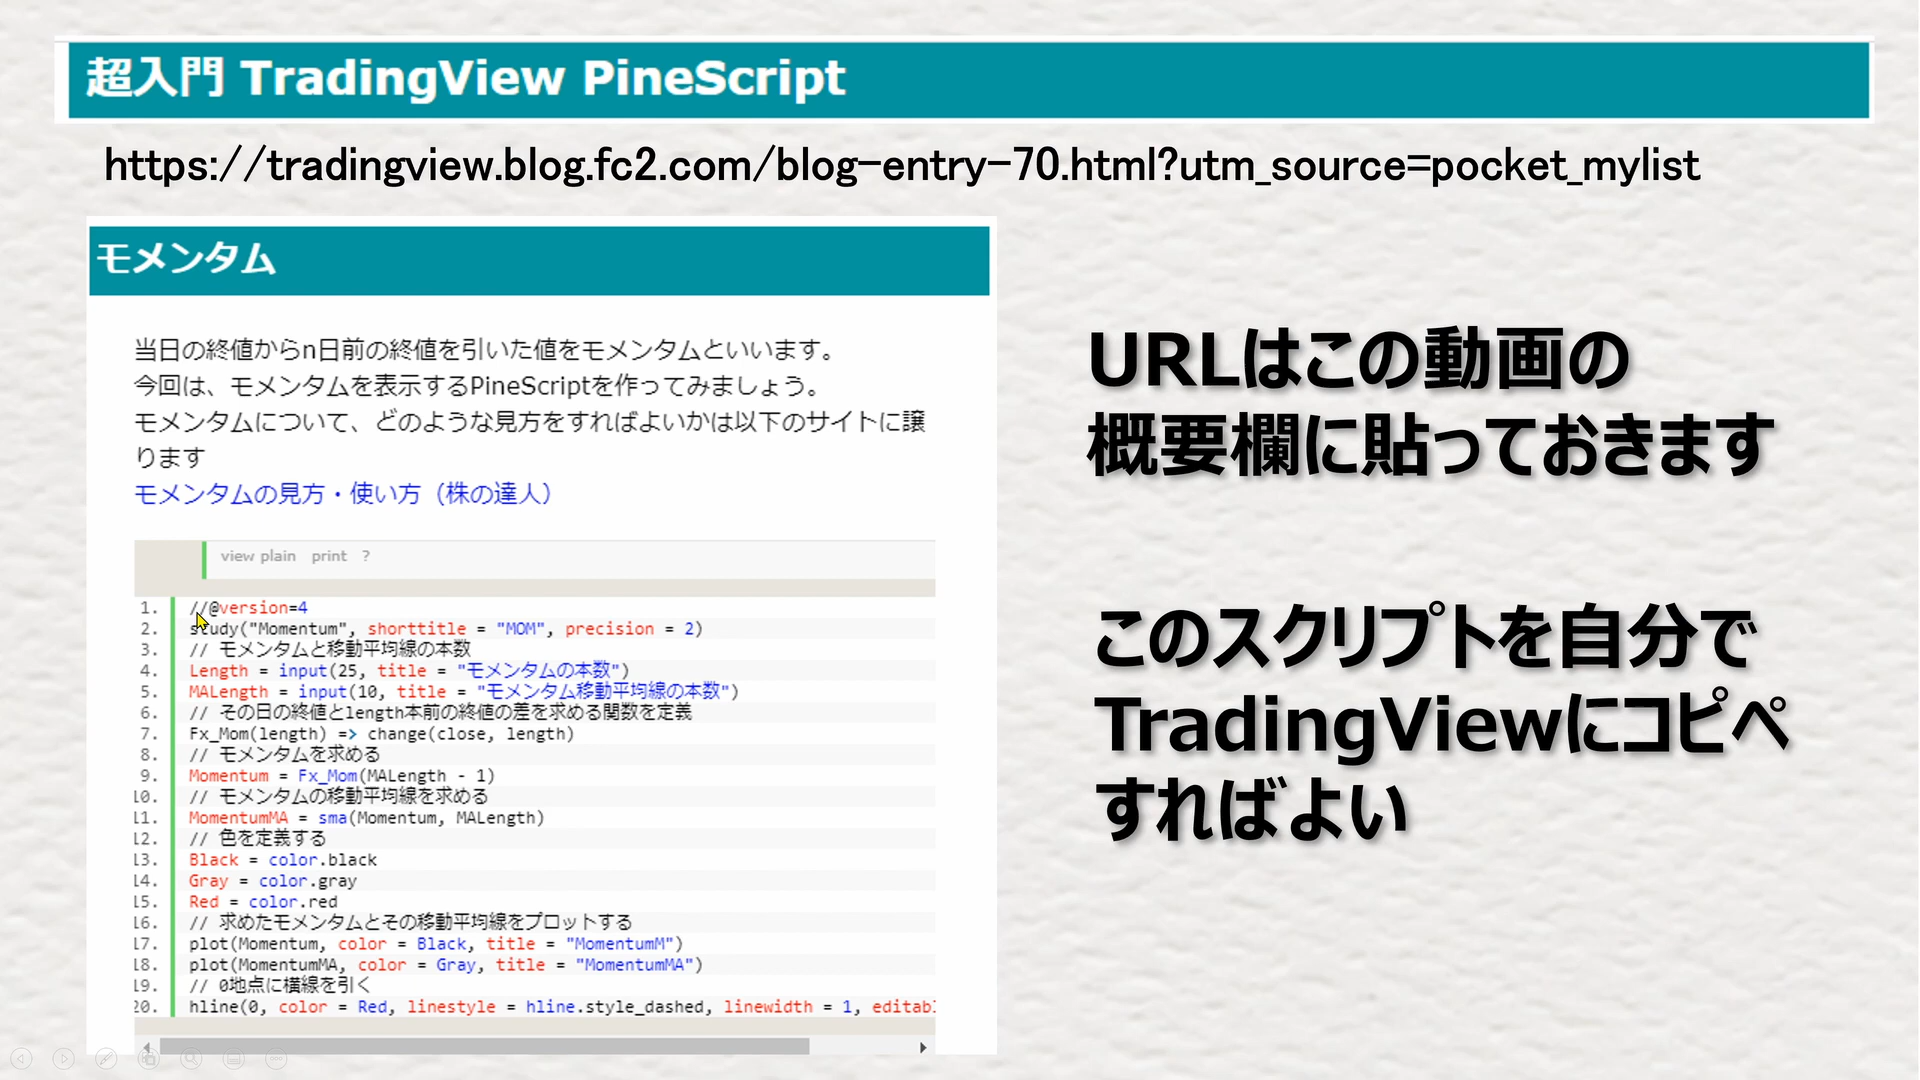 超入門 TradingView PineScript
https://tradingview.blog.fc2.com/blog-entry-70.html?utm_source=pocket_mylist
モメンタム
当日の終値からn日前の終値を引いた値をモメンタムといいます。
今回は、モメンタムを表示するPineScriptを作ってみましょう。
モメンタムについて、どのような見方をすればよいかは以下のサイトに譲
ります
モメンタムの見方・使い方（株の達人）
view plain print ?
1. //@version=4
2. study("Momentum", shorttitle = "MOM", precision = 2)
3. // モメンタムと移動平均線の本数
4. Length = input(25, title = "モメンタムの本数")
5. MALength = input(10, title = "モメンタム移動平均線の本数")
6. // その日の終値とlength本前の終値の差を求める関数を定義
7. Fx_Mom(length) => change(close, length)
8. // モメンタムを求める
9. Momentum = Fx_Mom(MALength - 1)
10. // モメンタムの移動平均線を求める
11. MomentumMA = sma(Momentum, MALength)
12. // 色を定義する
13. Black = color.black
14. Gray = color.gray
15. Red = color.red
16. // 求めたモメンタムとその移動平均線をプロットする
17. plot(Momentum, color = Black, title = "MomentumM")
18. plot(MomentumMA, color = Gray, title = "MomentumMA")
19. // 0地点に横線を引く
20. hline(0, color = Red, linestyle = hline.style_dashed, linewidth = 1, editab
URLはこの動画の
概要欄に貼っておきます
このスクリプトを自分で
TradingViewにコピペ
すればよい